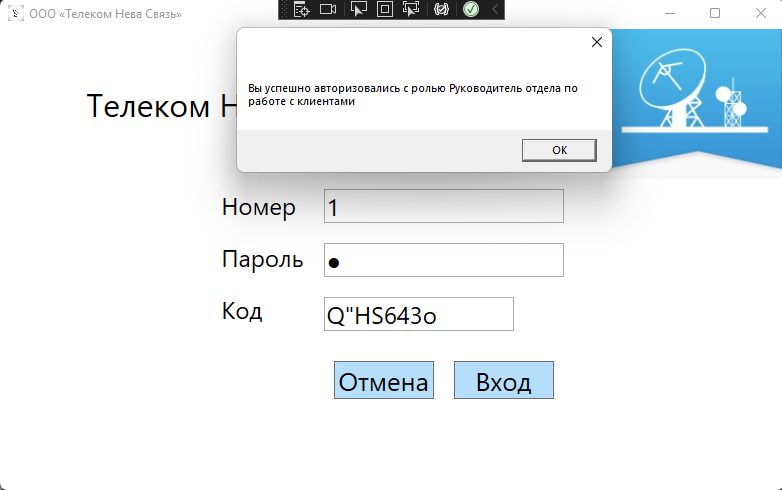 ООО «Телеком Нева Связь»
Вы успешно авторизовались с ролью Руководитель отдела по
работе с клиентами
OK
Телеком Н
Номер
1
Пароль
Код
Q"HS643o
Отмена
Вход